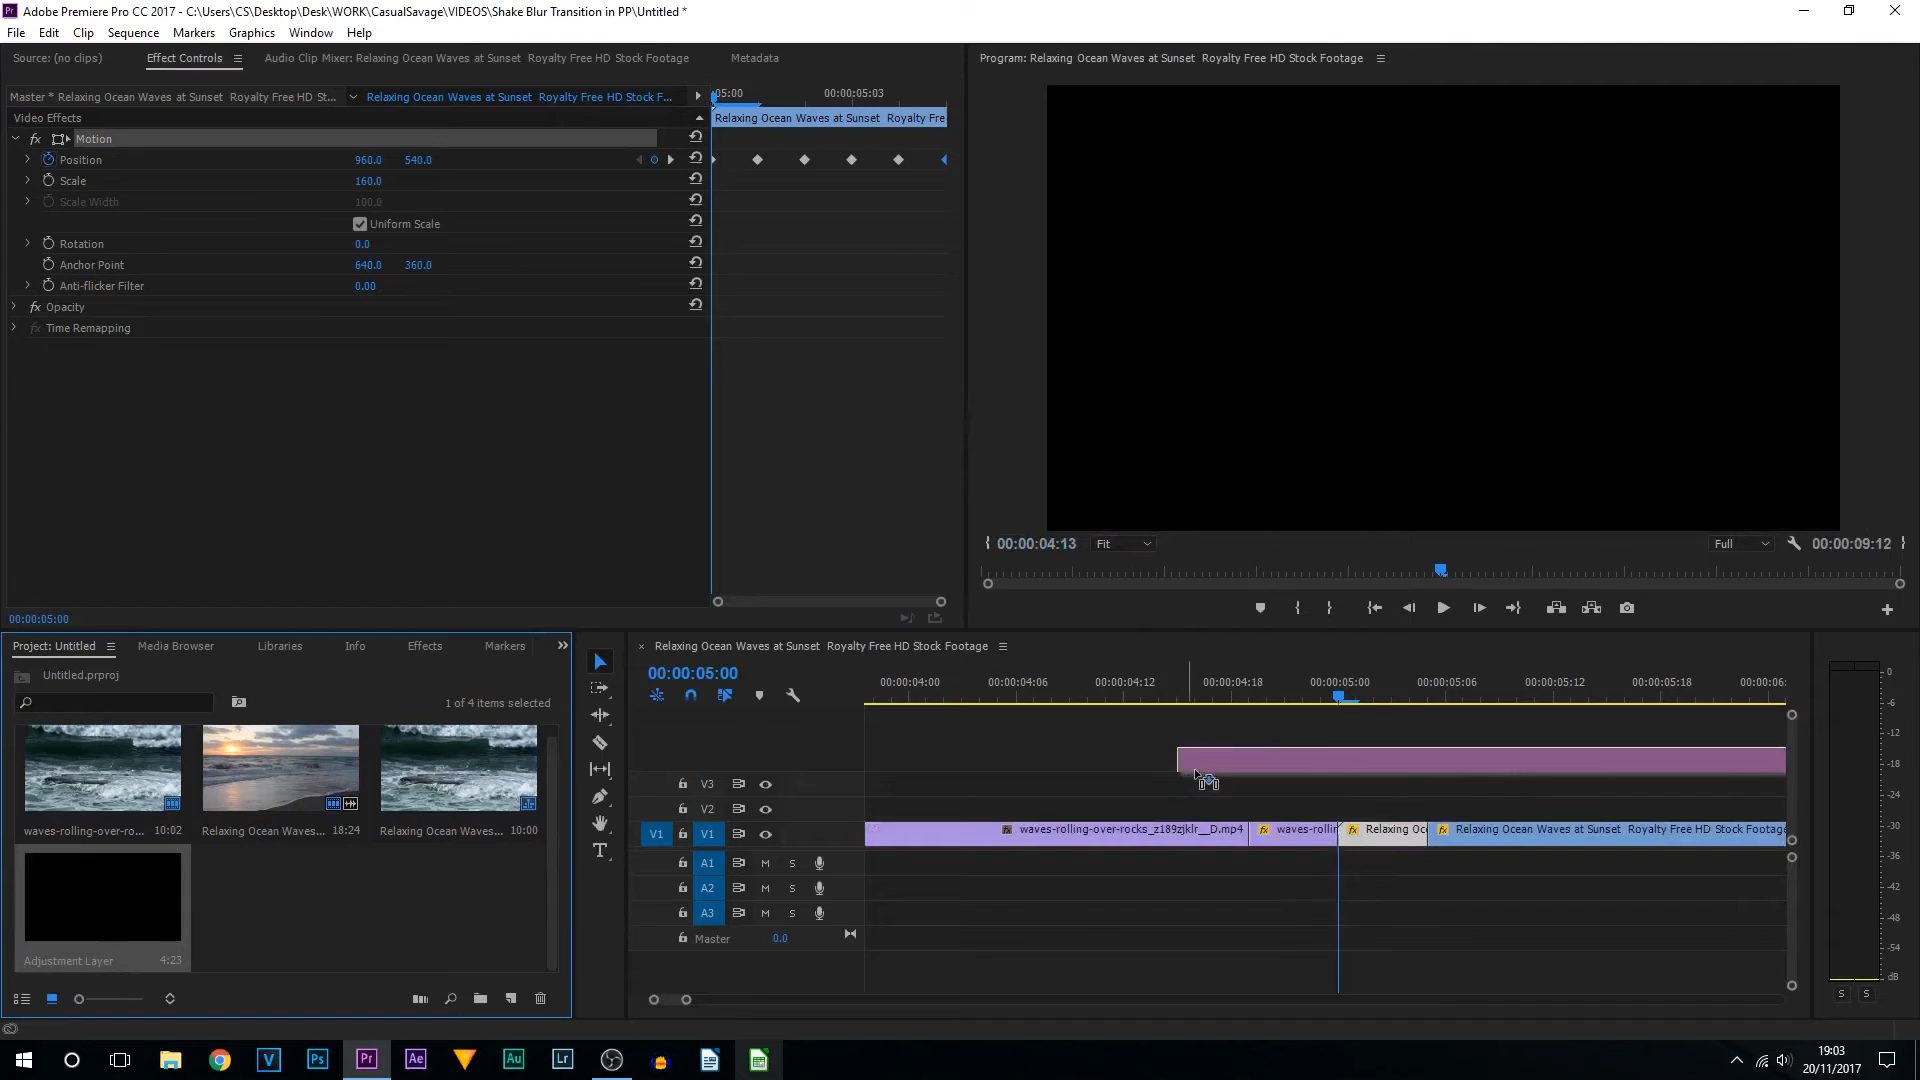 Adobe Premiere Pro CC 2017 - C:\Users\CS\Desktop\Desk\WORK\CasualSavage\VIDEOS\Shake Blur Transition in PP\Untitled *
File Edit Clip Sequence Markers Graphics Window Help
Source: (no clips) Effect Controls Audio Clip Mixer: Relaxing Ocean Waves at Sunset Royalty Free HD Stock Footage Metadata
Program: Relaxing Ocean Waves at Sunset Royalty Free HD Stock Footage
Master * Relaxing Ocean Waves at Sunset Royalty Free HD St... Relaxing Ocean Waves at Sunset Royalty Free HD Stock F... :05:00 00:00:05:03
Video Effects Relaxing Ocean Waves at Sunset Royalty Fre
fx Motion
Position 960.0 540.0
Scale 160.0
Scale Width 100.0
Uniform Scale
Rotation 0.0
Anchor Point 640.0 360.0
Anti-flicker Filter 0.00
fx Opacity
fx Time Remapping
00:00:04:13 Fit Full 00:00:09:12
00:00:05:00
Project: Untitled Media Browser Libraries Info Effects Markers
Untitled.prproj
1 of 4 items selected
waves-rolling-over-ro... 10:02 Relaxing Ocean Waves... 18:24 Relaxing Ocean Waves... 10:00
Adjustment Layer 4:23
Relaxing Ocean Waves at Sunset Royalty Free HD Stock Footage
00:00:05:00
00:00:04:00 00:00:04:06 00:00:04:12 00:00:04:18 00:00:05:00 00:00:05:06 00:00:05:12 00:00:05:18 00:00:06:
V3
V2
V1 V1 waves-rolling-over-rocks_z189zjklr__D.mp4 waves-rollin Relaxing Oce Relaxing Ocean Waves at Sunset Royalty Free HD Stock Footage
A1 M S
A2 M S
A3 M S
Master 0.0
0
-6
-12
-18
-24
-30
-36
-42
-48
-54
dB
S S
V Ps Pr Ae Au Lr
19:03
20/11/2017